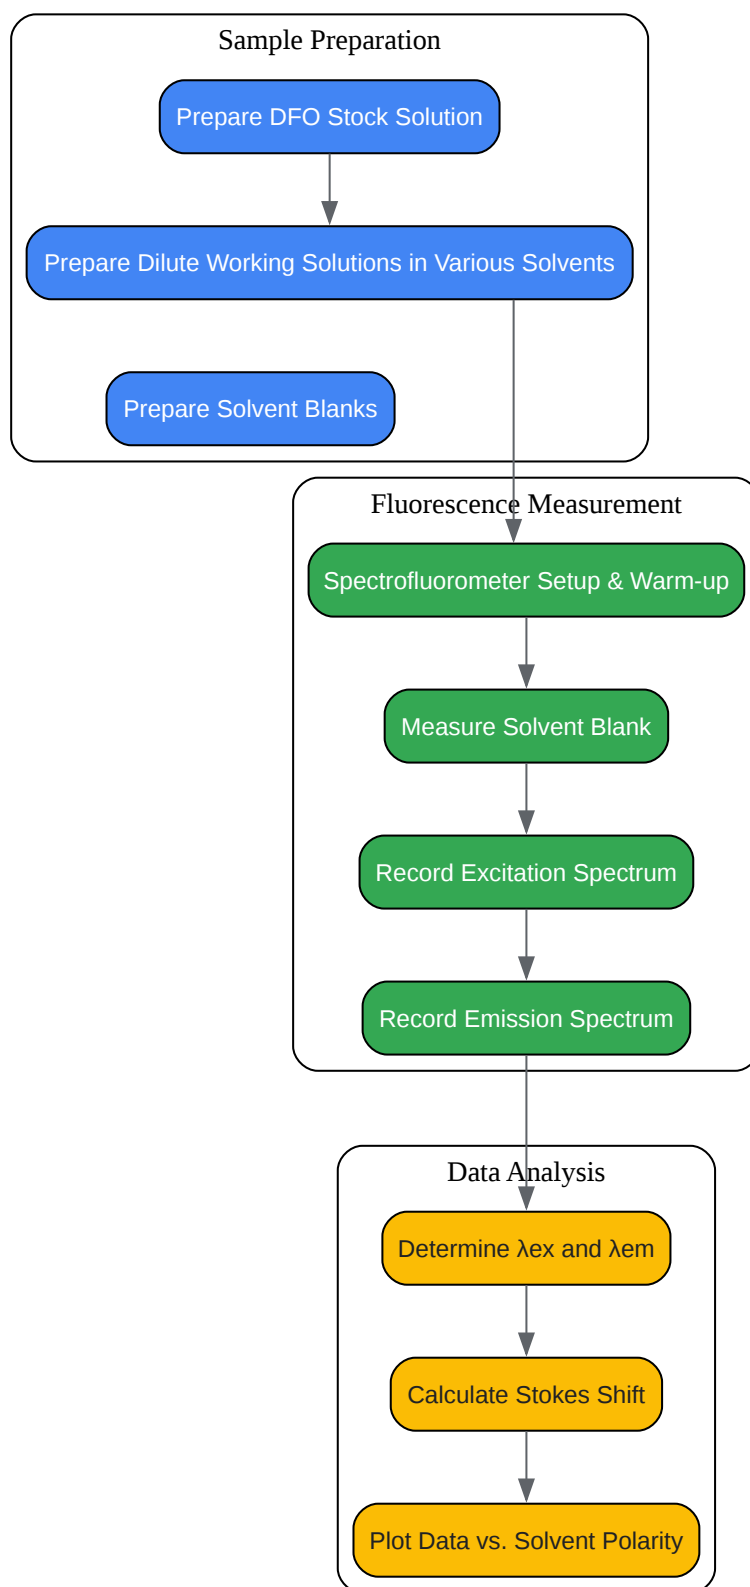 Sample Preparation
Prepare DFO Stock Solution
Prepare Dilute Working Solutions in Various Solvents
Prepare Solvent Blanks
Fluorescence Measurement
Spectrofluorometer Setup & Warm-up
Measure Solvent Blank
Record Excitation Spectrum
Record Emission Spectrum
Data Analysis
Determine λex and λem
Calculate Stokes Shift
Plot Data vs. Solvent Polarity